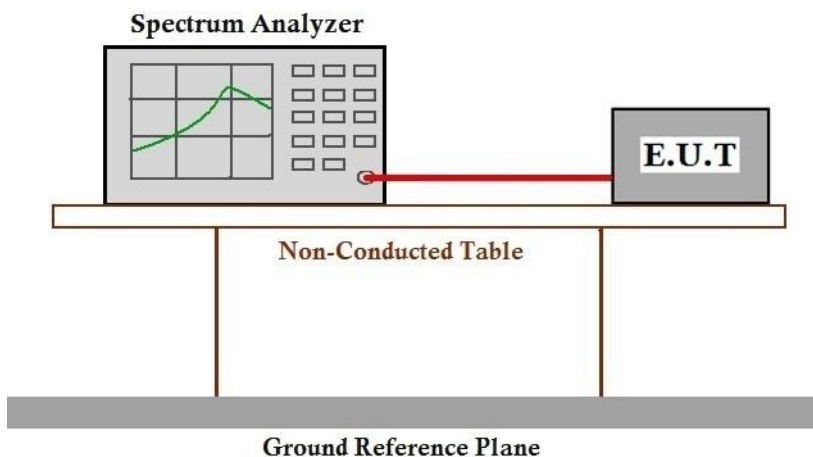 Spectrum Analyzer
E.U.T
Non-Conducted Table
Ground Reference Plane